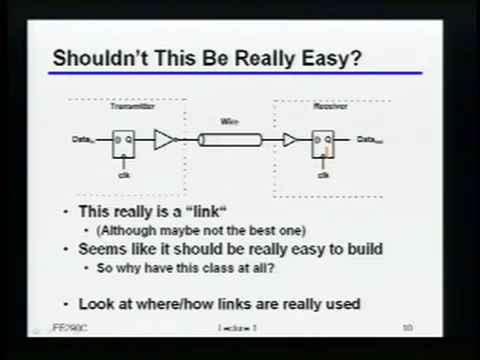 Shouldn't This Be Really Easy?
Transmitter
Receiver
Wire
Data in
D Q
D Q
Data out
clk
clk
• This really is a "link"
• (Although maybe not the best one)
• Seems like it should be really easy to build
• So why have this class at all?
• Look at where/how links are really used
EE290C
Lecture 1
10